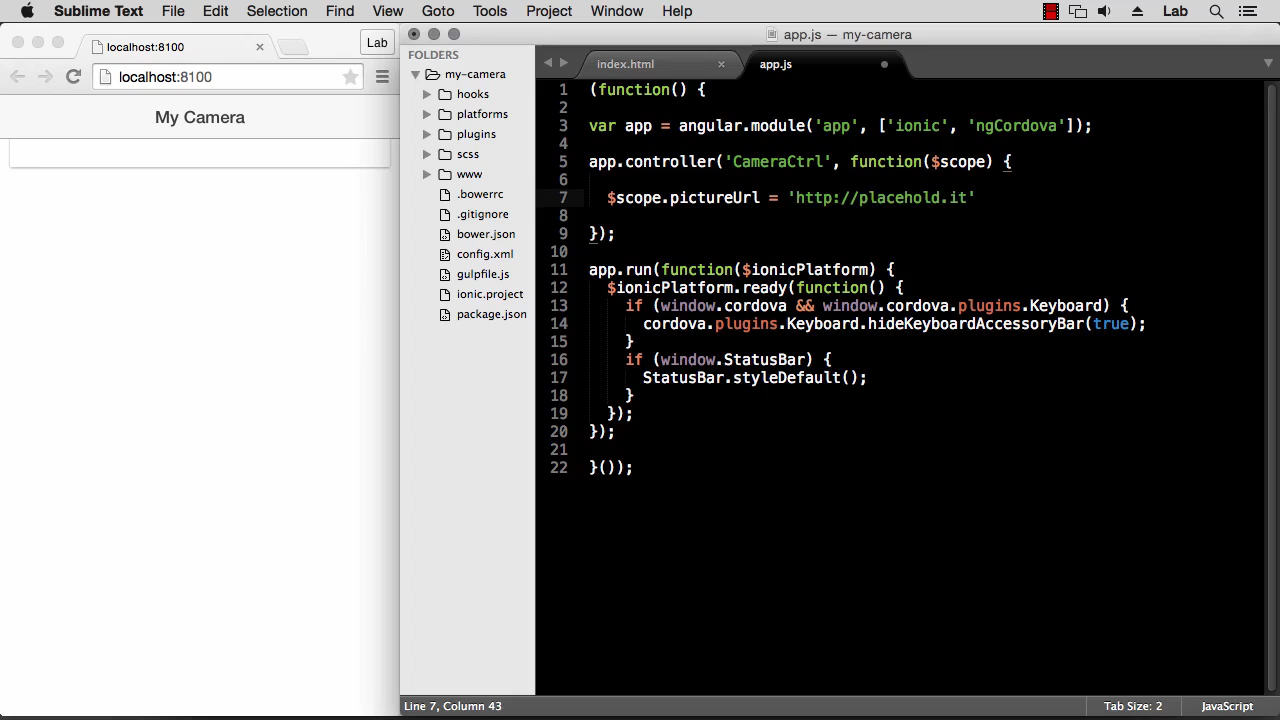 Sublime Text File Edit Selection Find View Goto Tools Project Window Help Lab
app.js — my-camera
localhost:8100 Lab
localhost:8100
My Camera
FOLDERS
my-camera
hooks
platforms
plugins
scss
www
.bowerrc
.gitignore
bower.json
config.xml
gulpfile.js
ionic.project
package.json
index.html app.js
1 (function() {
2
3 var app = angular.module('app', ['ionic', 'ngCordova']);
4
5 app.controller('CameraCtrl', function($scope) {
6
7 $scope.pictureUrl = 'http://placehold.it'
8
9 });
10
11 app.run(function($ionicPlatform) {
12 $ionicPlatform.ready(function() {
13 if (window.cordova && window.cordova.plugins.Keyboard) {
14 cordova.plugins.Keyboard.hideKeyboardAccessoryBar(true);
15 }
16 if (window.StatusBar) {
17 StatusBar.styleDefault();
18 }
19 });
20 });
21
22 }());
Line 7, Column 43 Tab Size: 2 JavaScript